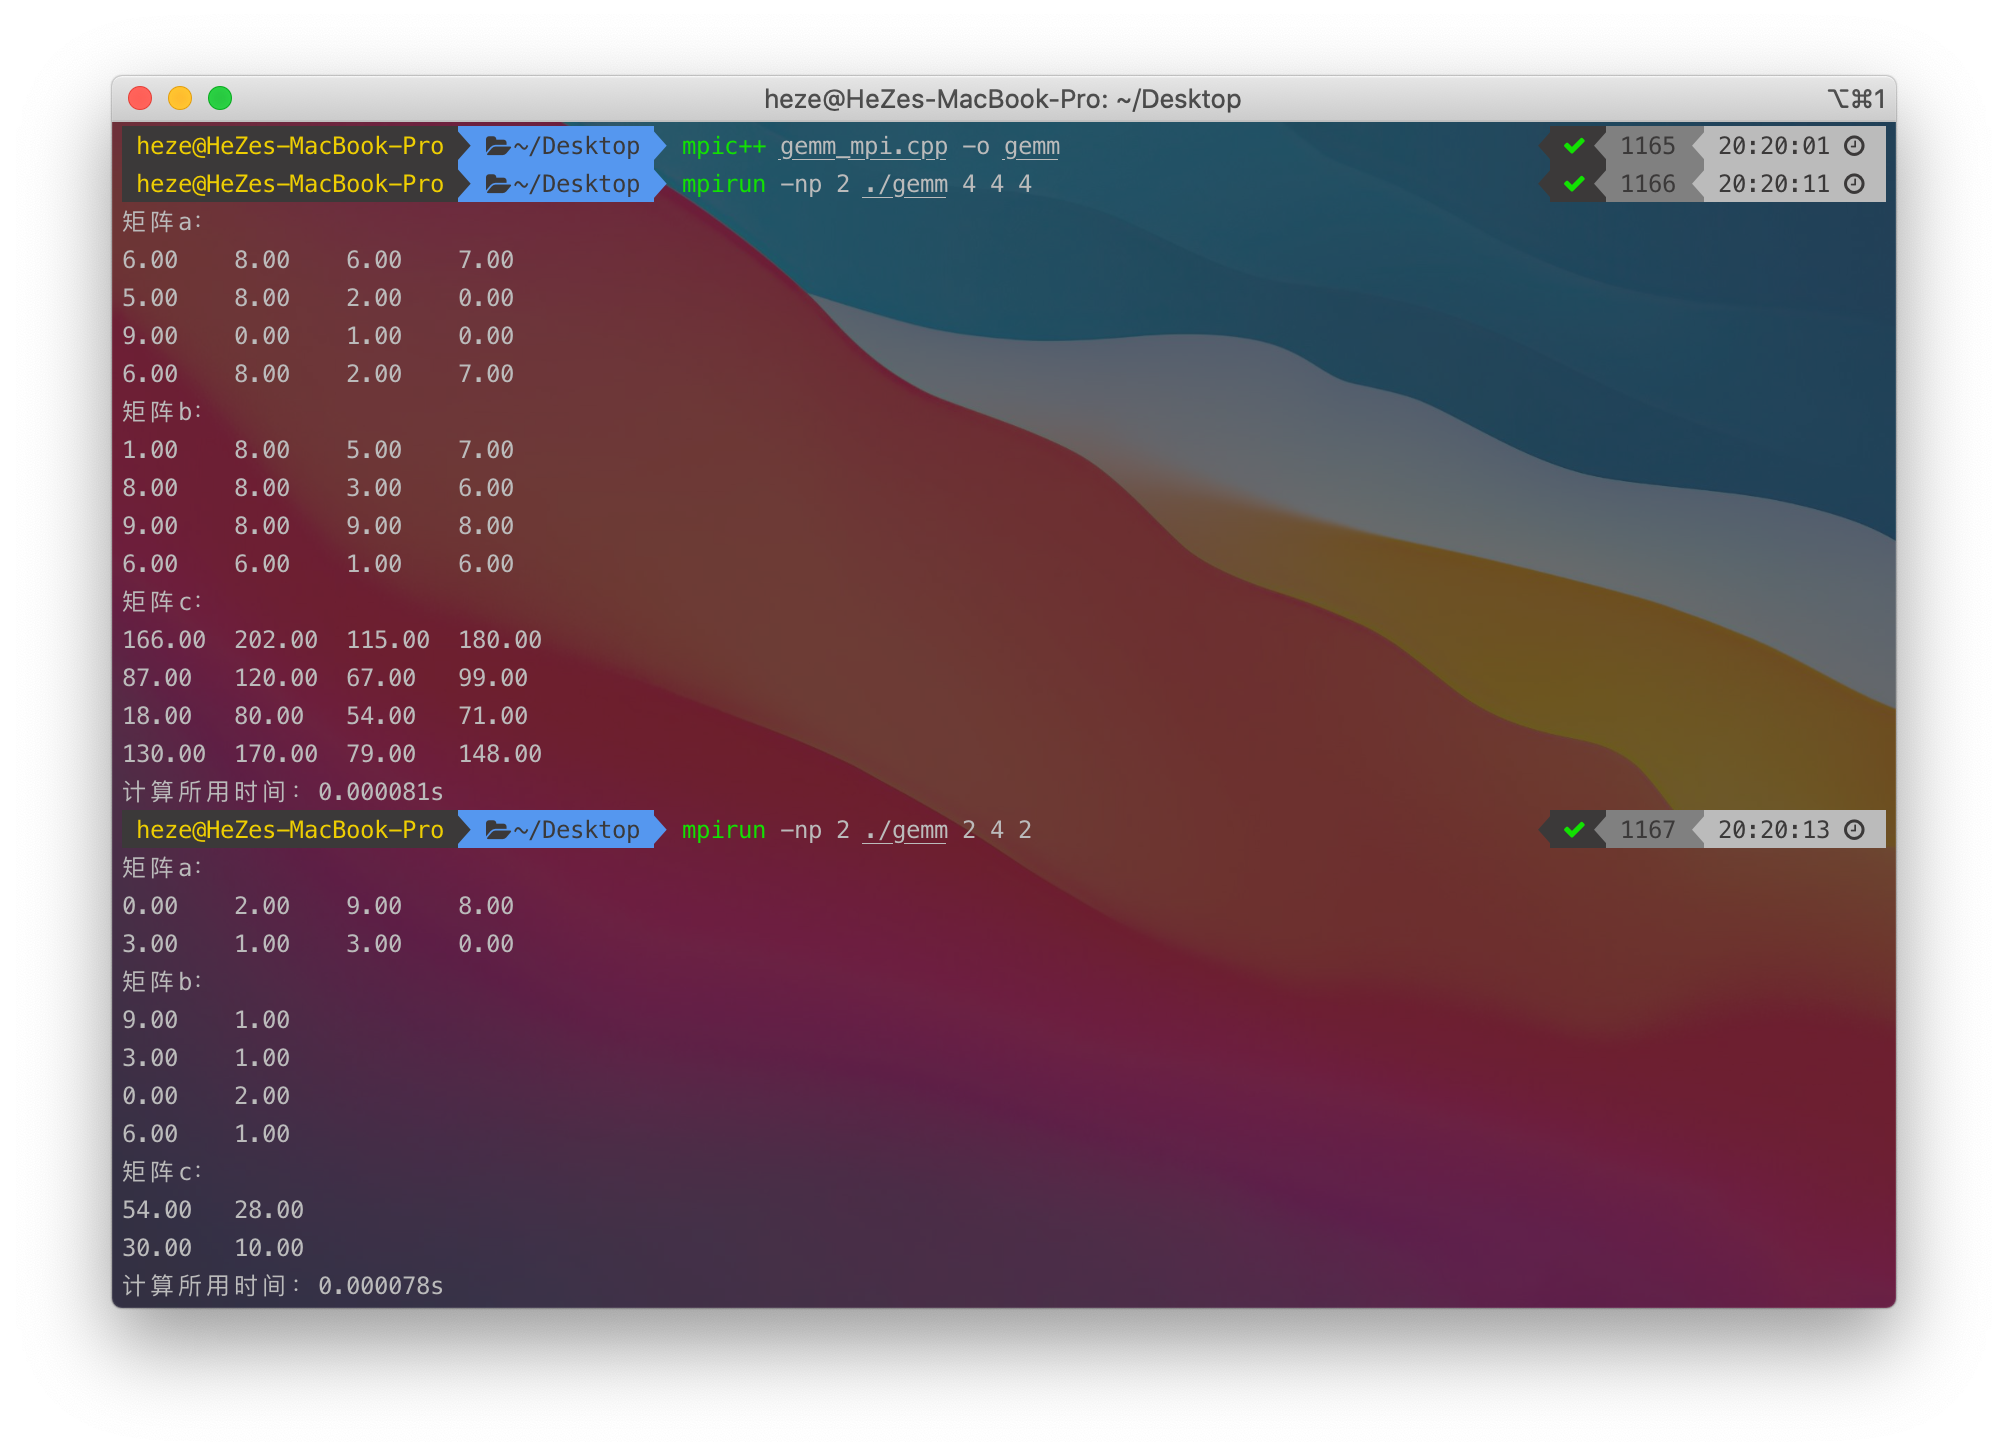 heze@HeZes-MacBook-Pro: ~/Desktop ⌥⌘1
heze@HeZes-MacBook-Pro ~/Desktop mpic++ gemm_mpi.cpp -o gemm ✔ 1165 20:20:01
heze@HeZes-MacBook-Pro ~/Desktop mpirun -np 2 ./gemm 4 4 4 ✔ 1166 20:20:11
矩阵a:
6.00 8.00 6.00 7.00
5.00 8.00 2.00 0.00
9.00 0.00 1.00 0.00
6.00 8.00 2.00 7.00
矩阵b:
1.00 8.00 5.00 7.00
8.00 8.00 3.00 6.00
9.00 8.00 9.00 8.00
6.00 6.00 1.00 6.00
矩阵c:
166.00 202.00 115.00 180.00
87.00 120.00 67.00 99.00
18.00 80.00 54.00 71.00
130.00 170.00 79.00 148.00
计算所用时间: 0.000081s
heze@HeZes-MacBook-Pro ~/Desktop mpirun -np 2 ./gemm 2 4 2 ✔ 1167 20:20:13
矩阵a:
0.00 2.00 9.00 8.00
3.00 1.00 3.00 0.00
矩阵b:
9.00 1.00
3.00 1.00
0.00 2.00
6.00 1.00
矩阵c:
54.00 28.00
30.00 10.00
计算所用时间: 0.000078s